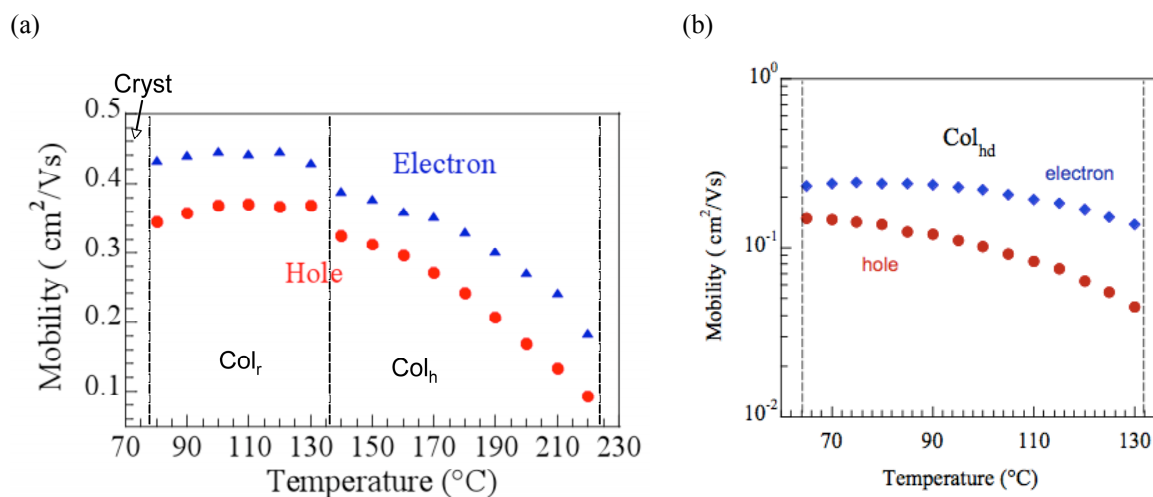 (a)
(b)
Cryst
0.5
0.4
0.3
0.2
0.1
Mobility ( cm²/Vs)
Electron
Hole
Colᵣ
Colₕ
70 90 110 130 150 170 190 210 230
Temperature (°C)
10⁰
10⁻¹
10⁻²
Mobility (cm²/Vs)
Col_hd
electron
hole
70 90 110 130
Temperature (°C)